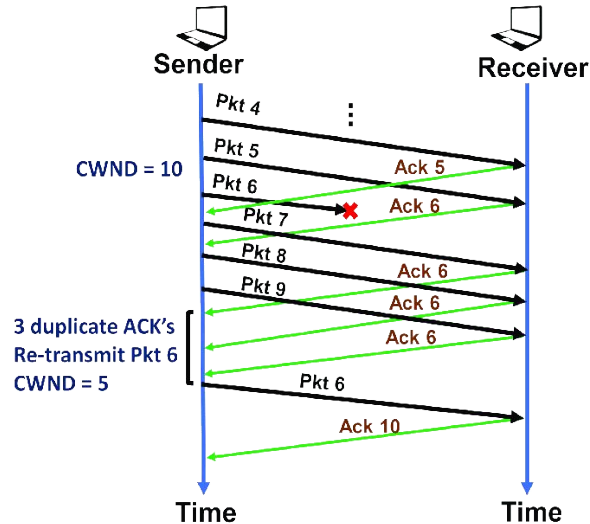 Sender
Receiver
Pkt 4
⋮
Pkt 5
CWND = 10
Ack 5
Pkt 6
Ack 6
Pkt 7
Pkt 8
Ack 6
Pkt 9
Ack 6
3 duplicate ACK's
Ack 6
Re-transmit Pkt 6
CWND = 5
Pkt 6
Ack 10
Time
Time